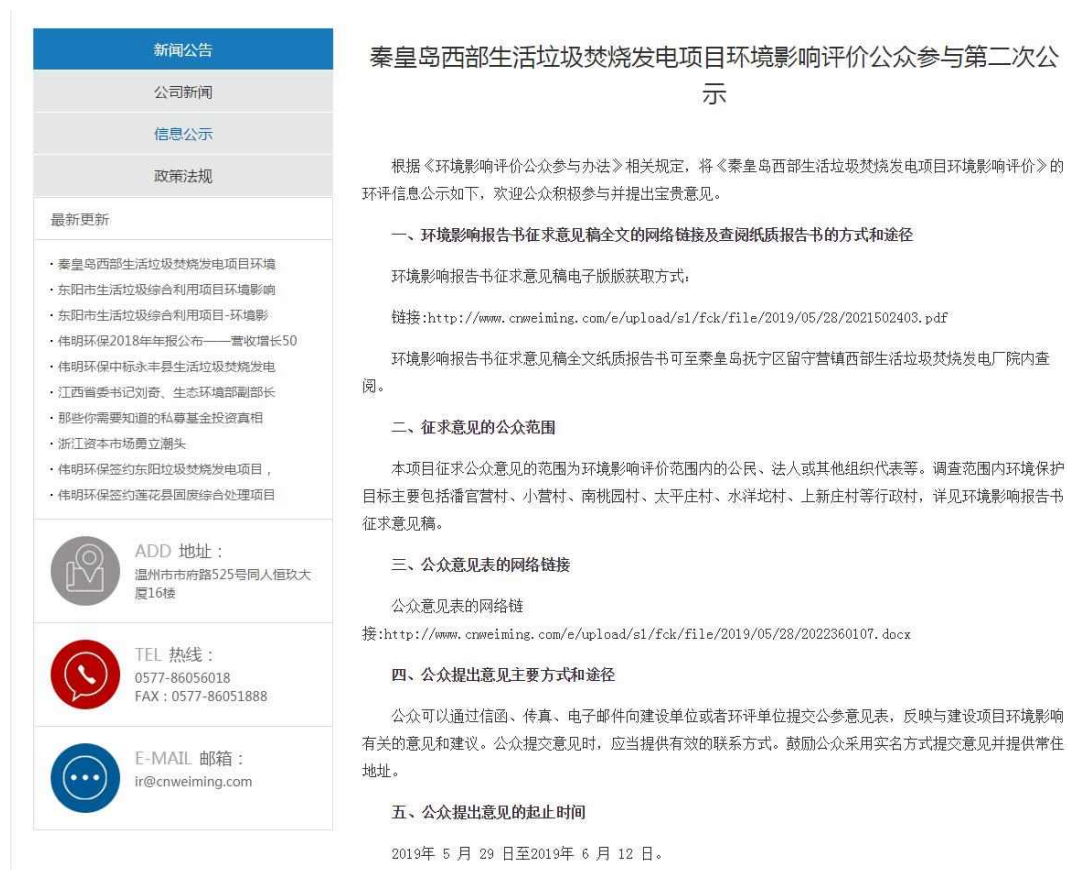 新闻公告
公司新闻
信息公示
政策法规
最新更新
·秦皇岛西部生活垃圾焚烧发电项目环境
·东阳市生活垃圾综合利用项目环境影响
·东阳市生活垃圾综合利用项目-环境影
·伟明环保2018年年报公布——营收增长50
·伟明环保中标永丰县生活垃圾焚烧发电
·江西省委书记刘奇、生态环境部副部长
·那些你需要知道的私募基金投资真相
·浙江资本市场勇立潮头
·伟明环保签约东阳垃圾焚烧发电项目，
·伟明环保签约莲花县固废综合处理项目
ADD 地址：
温州市市府路525号同人恒玖大
厦16楼
TEL 热线：
0577-86056018
FAX：0577-86051888
E-MAIL 邮箱：
ir@cnweiming.com
秦皇岛西部生活垃圾焚烧发电项目环境影响评价公众参与第二次公
示
根据《环境影响评价公众参与办法》相关规定，将《秦皇岛西部生活垃圾焚烧发电项目环境影响评价》的
环评信息公示如下，欢迎公众积极参与并提出宝贵意见。
一、环境影响报告书征求意见稿全文的网络链接及查阅纸质报告书的方式和途径
环境影响报告书征求意见稿电子版版获取方式：
链接:http://www.cnweiming.com/e/upload/s1/fck/file/2019/05/28/2021502403.pdf
环境影响报告书征求意见稿全文纸质报告书可至秦皇岛抚宁区留守营镇西部生活垃圾焚烧发电厂院内查
阅。
二、征求意见的公众范围
本项目征求公众意见的范围为环境影响评价范围内的公民、法人或其他组织代表等。调查范围内环境保护
目标主要包括潘官营村、小营村、南桃园村、太平庄村、水洋坨村、上新庄村等行政村，详见环境影响报告书
征求意见稿。
三、公众意见表的网络链接
公众意见表的网络链
接:http://www.cnweiming.com/e/upload/s1/fck/file/2019/05/28/2022360107.docx
四、公众提出意见主要方式和途径
公众可以通过信函、传真、电子邮件向建设单位或者环评单位提交公参意见表，反映与建设项目环境影响
有关的意见和建议。公众提交意见时，应当提供有效的联系方式。鼓励公众采用实名方式提交意见并提供常住
地址。
五、公众提出意见的起止时间
2019年 5 月 29 日至2019年 6 月 12 日。